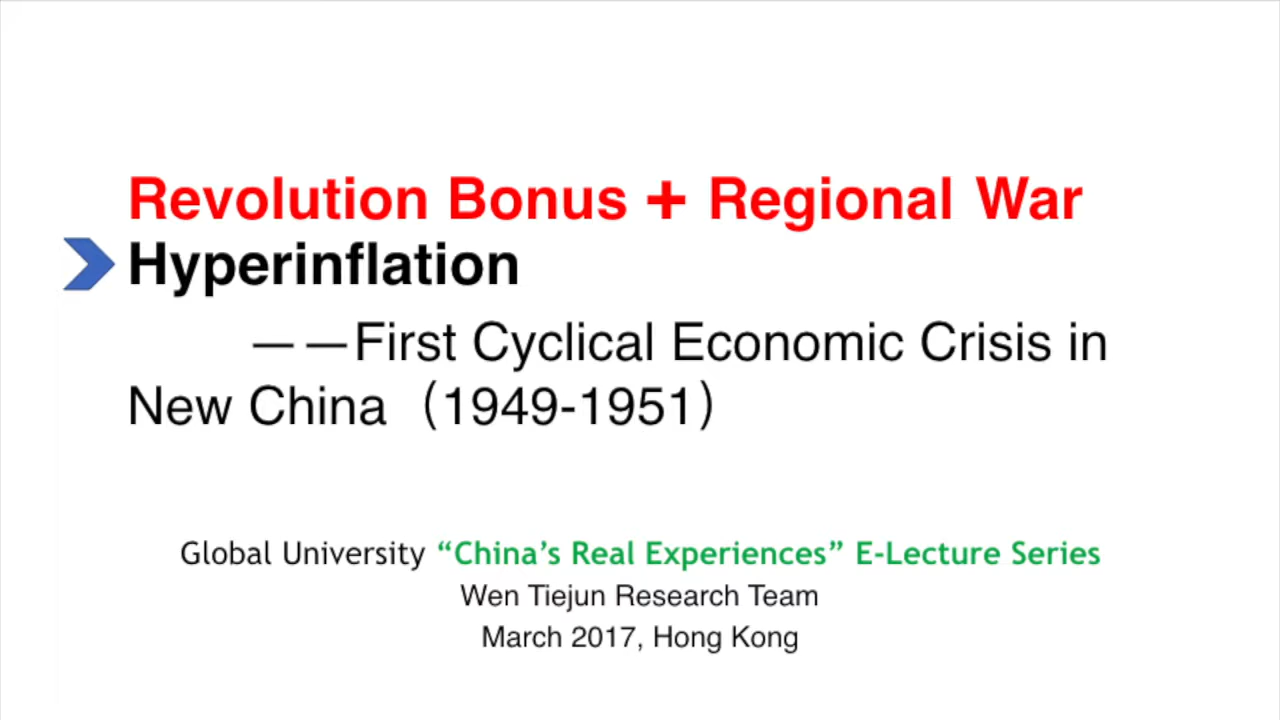 Revolution Bonus + Regional War
Hyperinflation
——First Cyclical Economic Crisis in
New China（1949-1951）
Global University “China’s Real Experiences” E-Lecture Series
Wen Tiejun Research Team
March 2017, Hong Kong